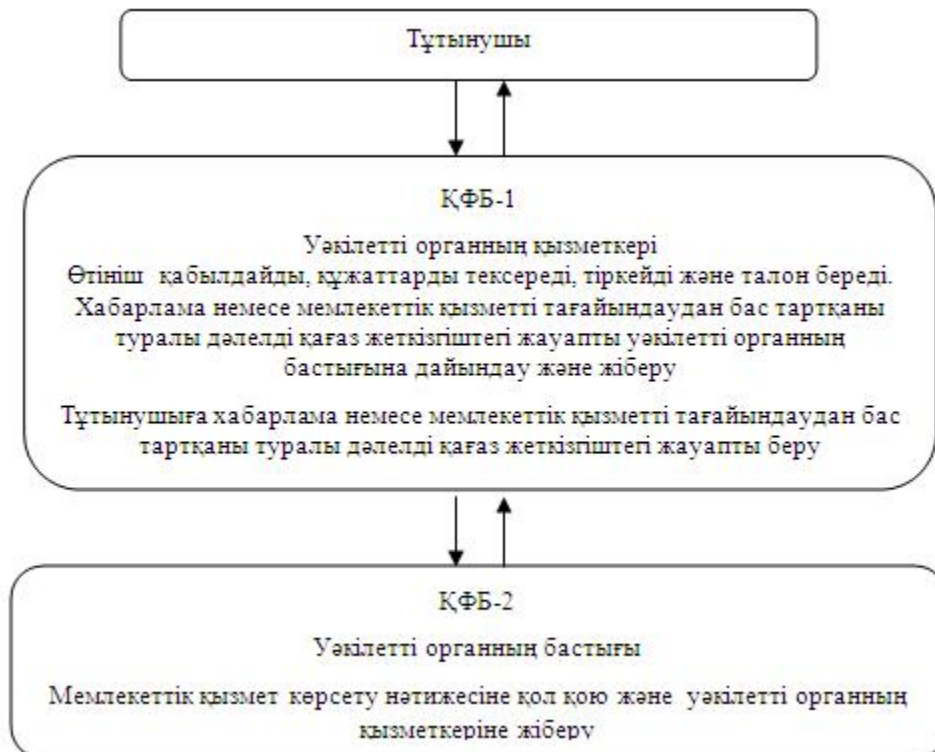 Тұтынушы
ҚФБ-1
Уәкілетті органның қызметкері
Өтініш қабылдайды, құжаттарды тексереді, тіркейді және талон береді.
Хабарлама немесе мемлекеттік қызметті тағайындаудан бас тартқаны
туралы дәлелді қағаз жеткізгіштегі жауапты уәкілетті органның
бастығына дайындау және жіберу
Тұтынушыға хабарлама немесе мемлекеттік қызметті тағайындаудан бас
тартқаны туралы дәлелді қағаз жеткізгіштегі жауапты беру
ҚФБ-2
Уәкілетті органның бастығы
Мемлекеттік қызмет көрсету нәтижесіне қол қою және уәкілетті органның
қызметкеріне жіберу